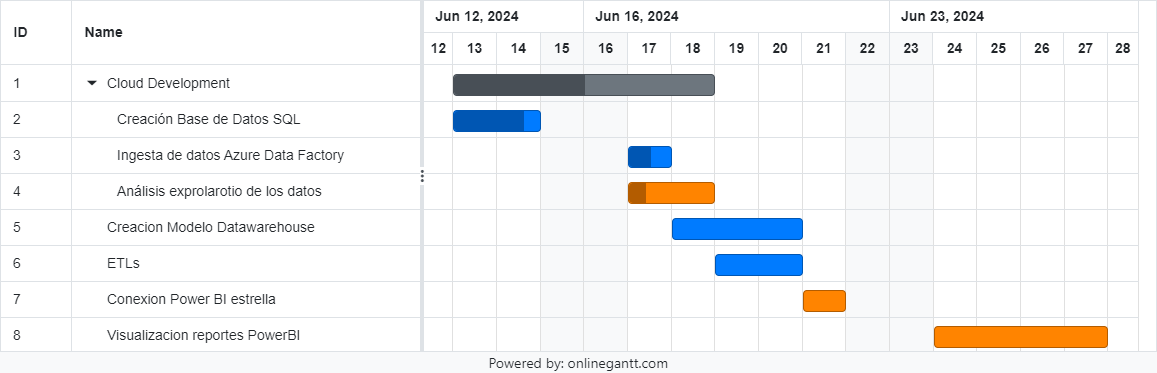 ID Name Jun 12, 2024 Jun 16, 2024 Jun 23, 2024
12 13 14 15 16 17 18 19 20 21 22 23 24 25 26 27 28
1 Cloud Development
2 Creación Base de Datos SQL
3 Ingesta de datos Azure Data Factory
4 Análisis exprolarotio de los datos
5 Creacion Modelo Datawarehouse
6 ETLs
7 Conexion Power BI estrella
8 Visualizacion reportes PowerBI
Powered by: onlinegantt.com